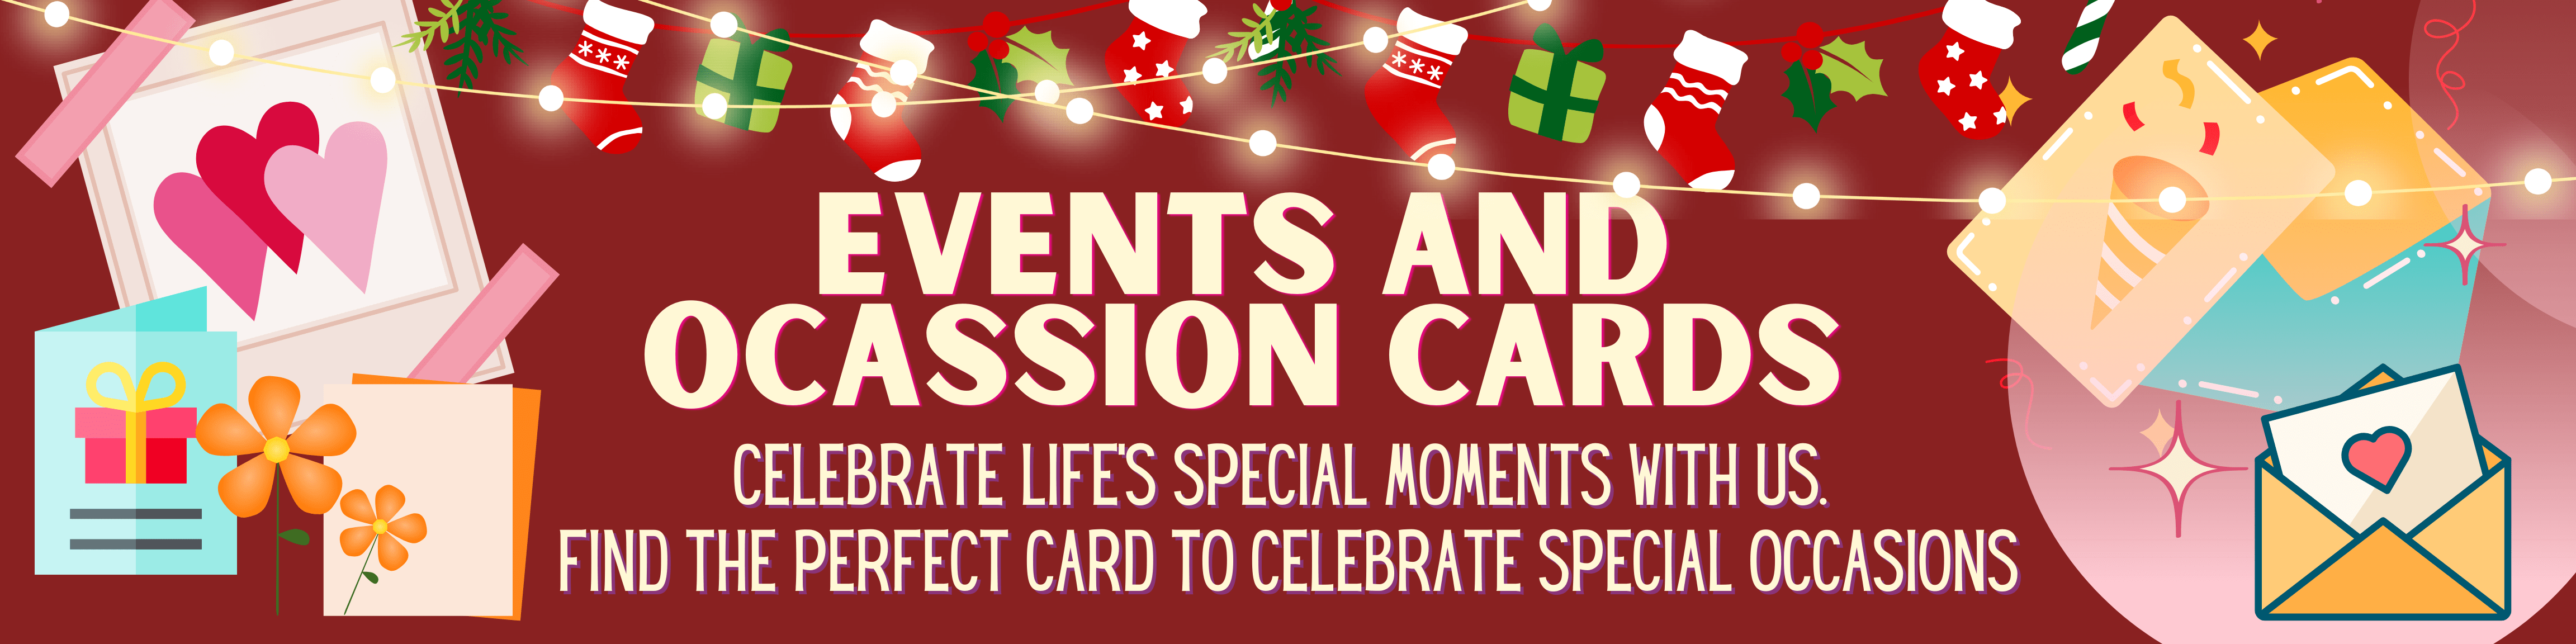 EVENTS AND
OCASSION CARDS
CELEBRATE LIFE'S SPECIAL MOMENTS WITH US.
FIND THE PERFECT CARD TO CELEBRATE SPECIAL OCCASIONS